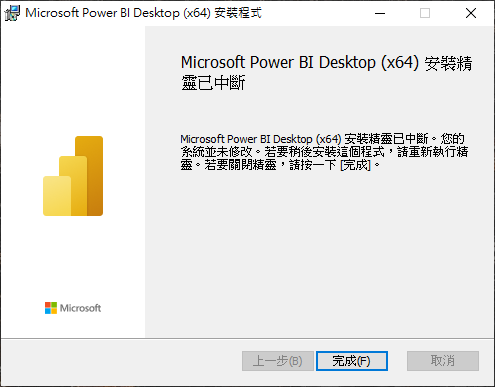 Microsoft Power BI Desktop (x64) 安裝程式
Microsoft Power BI Desktop (x64) 安裝精
靈已中斷
Microsoft Power BI Desktop (x64) 安裝精靈已中斷。您的
系統並未修改。若要稍後安裝這個程式，請重新執行精
靈。若要關閉精靈，請按一下 [完成]。
Microsoft
上一步(B)
完成(F)
取消